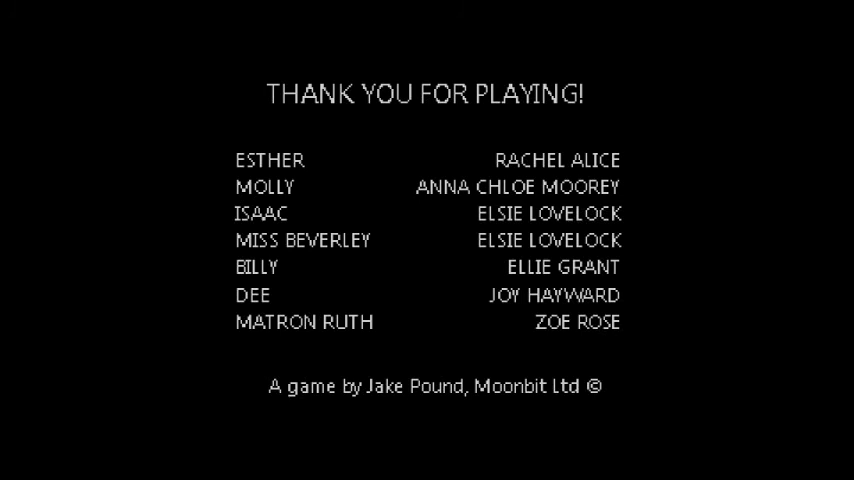 THANK YOU FOR PLAYING!
ESTHER RACHEL ALICE
MOLLY ANNA CHLOE MOOREY
ISAAC ELSIE LOVELOCK
MISS BEVERLEY ELSIE LOVELOCK
BILLY ELLIE GRANT
DEE JOY HAYWARD
MATRON RUTH ZOE ROSE
A game by Jake Pound, Moonbit Ltd ©